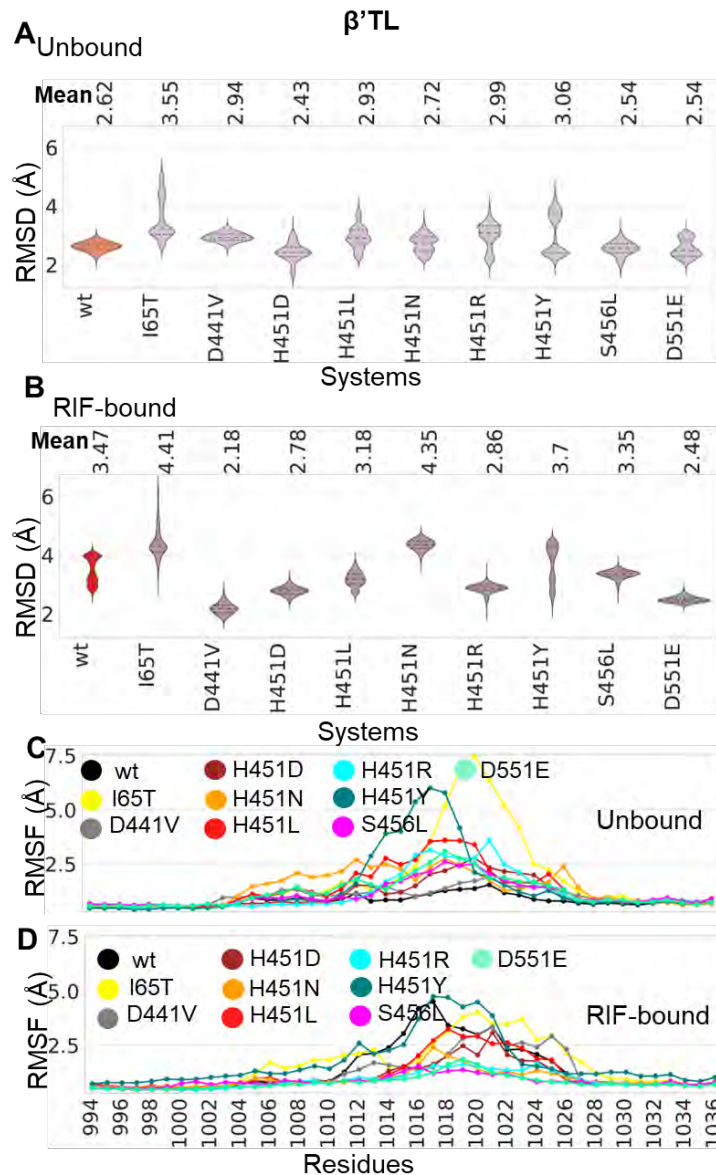 β’TL
A Unbound
Mean 2.62 3.55 2.94 2.43 2.93 2.72 2.99 3.06 2.54 2.54
RMSD (Å)
6
4
2
wt I65T D441V H451D H451L H451N H451R H451Y S456L D551E
Systems
B RIF-bound
Mean 3.47 4.41 2.18 2.78 3.18 4.35 2.86 3.7 3.35 2.48
RMSD (Å)
6
4
2
wt I65T D441V H451D H451L H451N H451R H451Y S456L D551E
Systems
C
RMSF (Å)
7.5
5.0
2.5
wt H451D H451R D551E
I65T H451N H451Y
D441V H451L S456L
Unbound
D
RMSF (Å)
7.5
5.0
2.5
wt H451D H451R D551E
I65T H451N H451Y
D441V H451L S456L
RIF-bound
994 996 998 1000 1002 1004 1006 1008 1010 1012 1014 1016 1018 1020 1022 1024 1026 1028 1030 1032 1034 1036
Residues